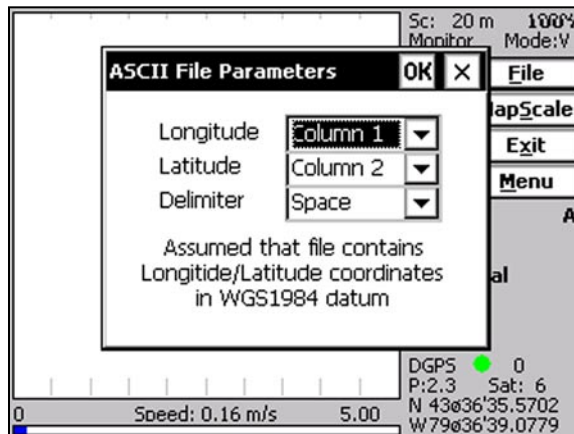 Sc: 20 m 100%
Monitor Mode:V
ASCII File Parameters OK ×
File
Longitude Column 1
Latitude Column 2
Delimiter Space
Assumed that file contains
Longitide/Latitude coordinates
in WGS1984 datum
apScale
Exit
Menu
A
al
DGPS 0
P:2.3 Sat: 6
N 43ø36'35.5702
W79ø36'39.0779
0 Speed: 0.16 m/s 5.00